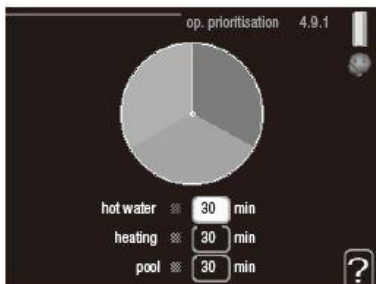 op. prioritisation 4.9.1
hot water 30 min
heating 30 min
pool 30 min
?